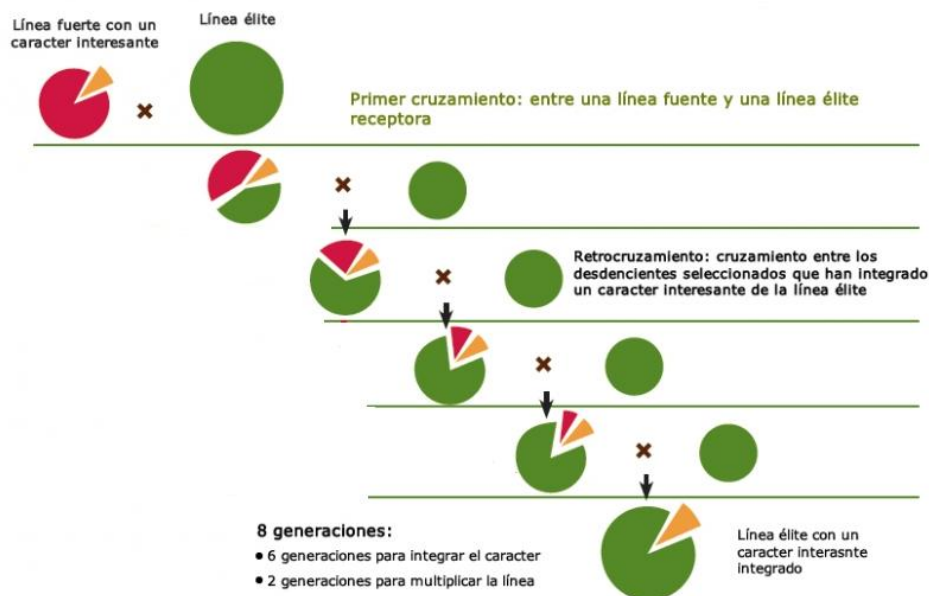 Línea fuerte con un
caracter interesante
Línea élite
Primer cruzamiento: entre una línea fuente y una línea élite
receptora
Retrocruzamiento: cruzamiento entre los
desdencientes seleccionados que han integrado
un caracter interesante de la línea élite
8 generaciones:
• 6 generaciones para integrar el caracter
• 2 generaciones para multiplicar la línea
Línea élite con un
caracter interasnte
integrado